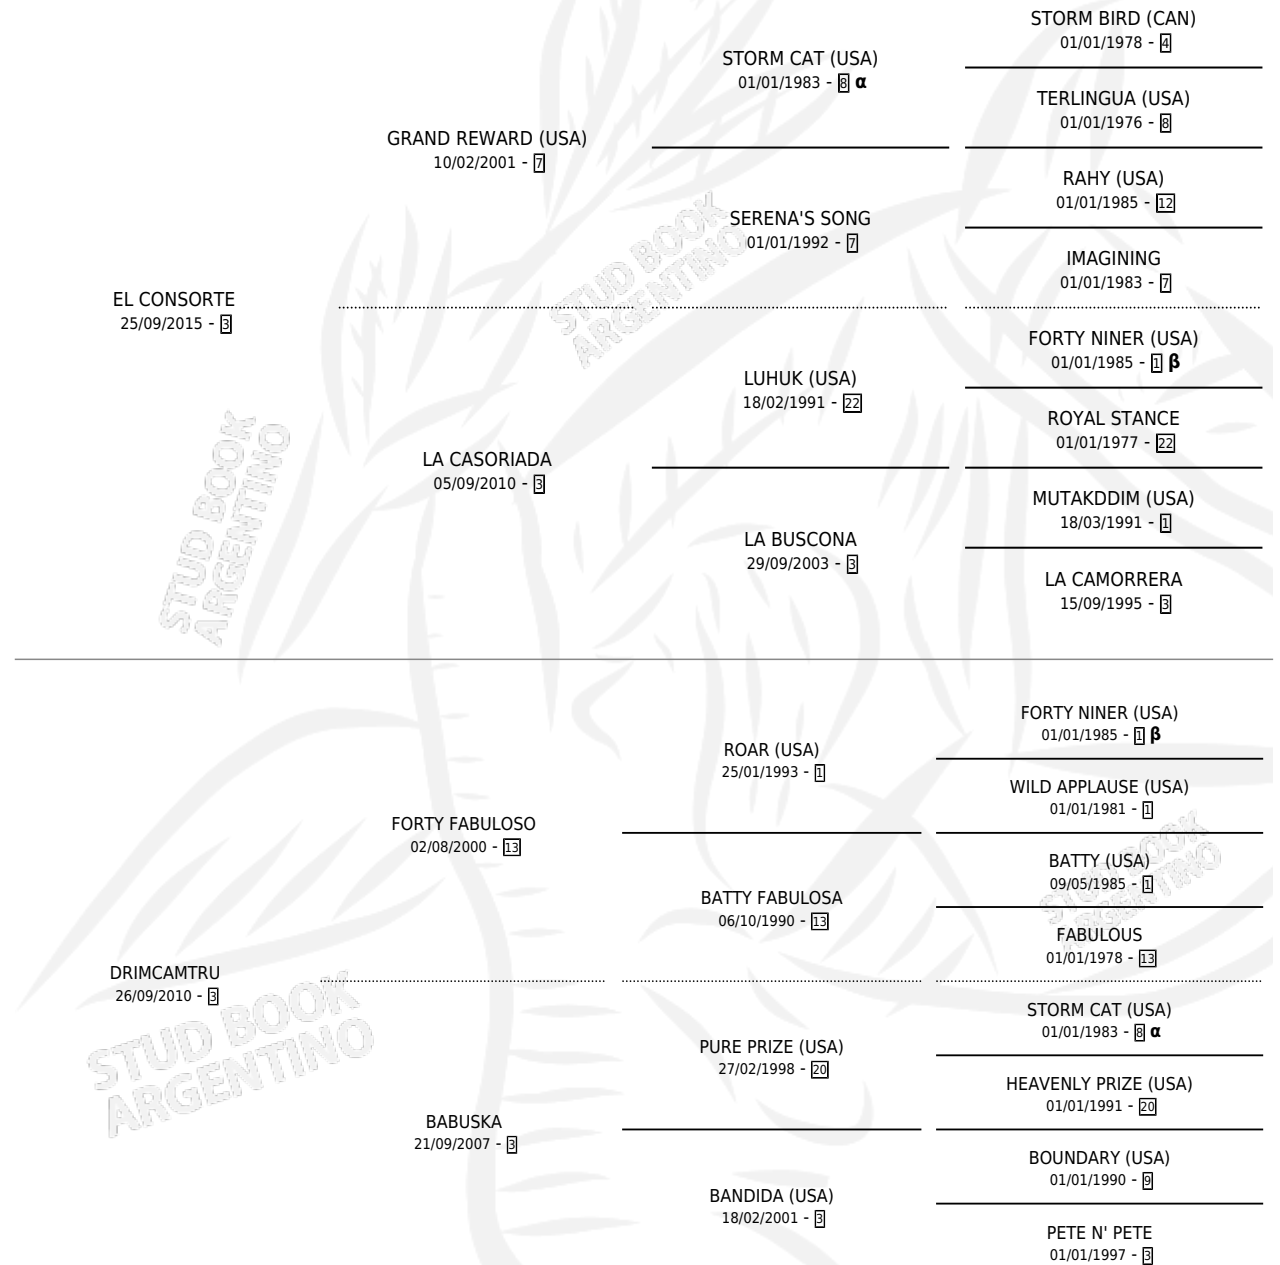 STORM BIRD (CAN)
01/01/1978 - 4
STORM CAT (USA)
01/01/1983 - 8 α
TERLINGUA (USA)
01/01/1976 - 8
GRAND REWARD (USA)
10/02/2001 - 7
RAHY (USA)
01/01/1985 - 12
SERENA'S SONG
01/01/1992 - 7
IMAGINING
01/01/1983 - 7
EL CONSORTE
25/09/2015 - 3
FORTY NINER (USA)
01/01/1985 - 1 β
LUHUK (USA)
18/02/1991 - 22
ROYAL STANCE
01/01/1977 - 22
LA CASORIADA
05/09/2010 - 3
MUTAKDDIM (USA)
18/03/1991 - 1
LA BUSCONA
29/09/2003 - 3
LA CAMORRERA
15/09/1995 - 3
STUD BOOK
ARGENTINO
STUD BOOK
ARGENTINO
FORTY NINER (USA)
01/01/1985 - 1 β
ROAR (USA)
25/01/1993 - 1
WILD APPLAUSE (USA)
01/01/1981 - 1
FORTY FABULOSO
02/08/2000 - 13
BATTY (USA)
09/05/1985 - 1
BATTY FABULOSA
06/10/1990 - 13
FABULOUS
01/01/1978 - 13
DRIMCAMTRU
26/09/2010 - 3
STORM CAT (USA)
01/01/1983 - 8 α
PURE PRIZE (USA)
27/02/1998 - 20
HEAVENLY PRIZE (USA)
01/01/1991 - 20
BABUSKA
21/09/2007 - 3
BOUNDARY (USA)
01/01/1990 - 9
BANDIDA (USA)
18/02/2001 - 3
PETE N' PETE
01/01/1997 - 3
STUD BOOK
ARGENTINO
STUD BOOK
ARGENTINO